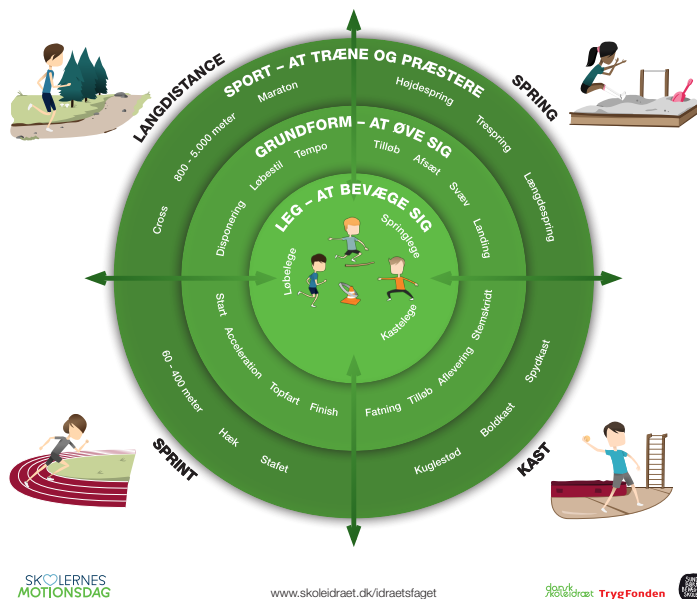 SPORT – AT TRÆNE OG PRÆSTERE
LANGDISTANCE
SPRING
Maraton
800 - 5.000 meter
Cross
Højdespring
Trespring
Længdespring
GRUNDFORM – AT ØVE SIG
Tempo
Løbestil
Disponering
Tilløb
Afsæt
Svæv
Landing
LEG – AT BEVÆGE SIG
Løbelege
Springlege
Kastelege
Start
Acceleration
Topfart
Finish
Fatning
Tilløb
Aflevering
Stemskridt
60 - 400 meter
Hæk
Stafet
Kuglestød
Boldkast
Spydkast
SPRINT
KAST
SKOLERNES
MOTIONSDAG
www.skoleidraet.dk/idraetsfaget
dansk
skoleidræt
TrygFonden